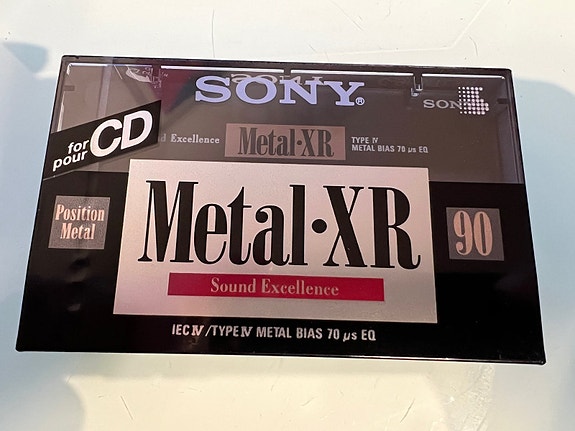 SONY®
SONY
for
pour CD
d Excellence
Metal·XR
TYPE IV
METAL BIAS 70 μs EQ
Position
Metal
Metal·XR
90
Sound Excellence
IEC IV/TYPE IV METAL BIAS 70 μs EQ